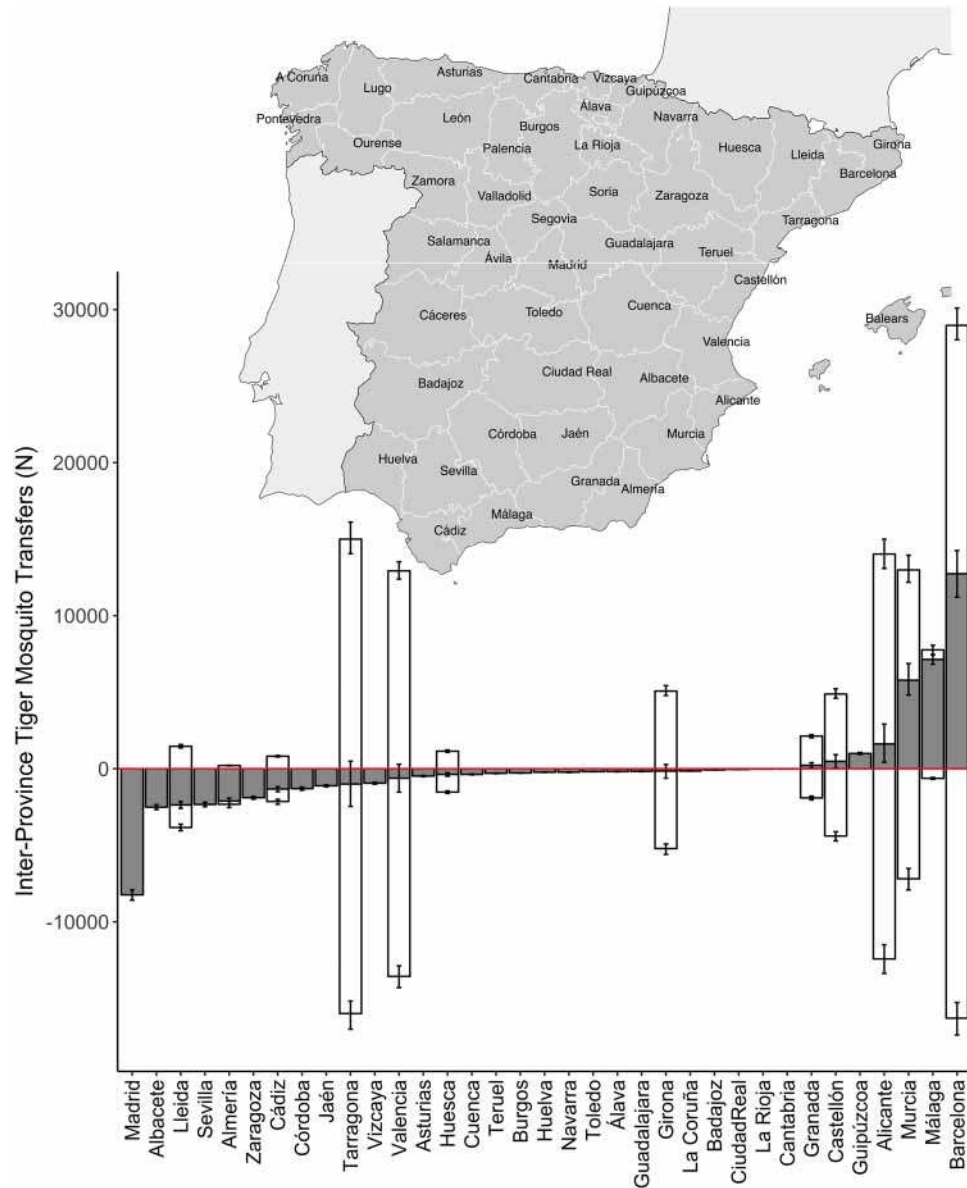 Asturias
Cantabria
Vizcaya
A Coruña
Lugo
Guipúzcoa
Álava
Pontevedra
León
Burgos
Navarra
Ourense
Palencia
La Rioja
Huesca
Lleida
Girona
Barcelona
Zamora
Valladolid
Soria
Zaragoza
Segovia
Tarragona
Salamanca
Guadalajara
Ávila
Madrid
Teruel
Castellón
Cáceres
Toledo
Cuenca
Balears
Valencia
Ciudad Real
Badajoz
Albacete
Alicante
Córdoba
Jaén
Murcia
Huelva
Sevilla
Granada
Almería
Málaga
Cádiz
Inter-Province Tiger Mosquito Transfers (N)
30000
20000
10000
0
-10000
Madrid
Albacete
Lleida
Sevilla
Almería
Zaragoza
Cádiz
Córdoba
Jaén
Tarragona
Vizcaya
Valencia
Asturias
Huesca
Cuenca
Teruel
Burgos
Huelva
Navarra
Toledo
Álava
Guadalajara
Girona
La Coruña
Badajoz
CiudadReal
La Rioja
Cantabria
Granada
Castellón
Guipúzcoa
Alicante
Murcia
Málaga
Barcelona